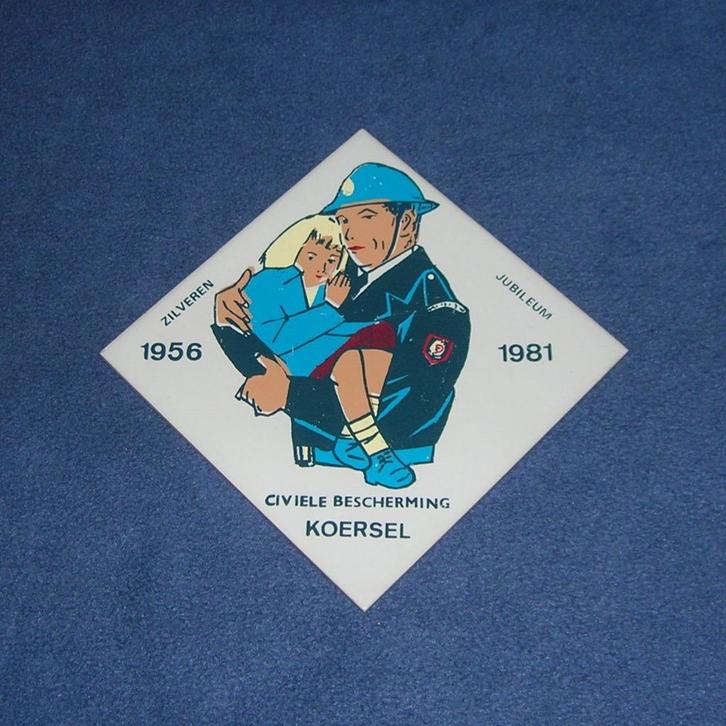 ZILVEREN JUBILEUM
1956 1981
CIVIELE BESCHERMING
KOERSEL